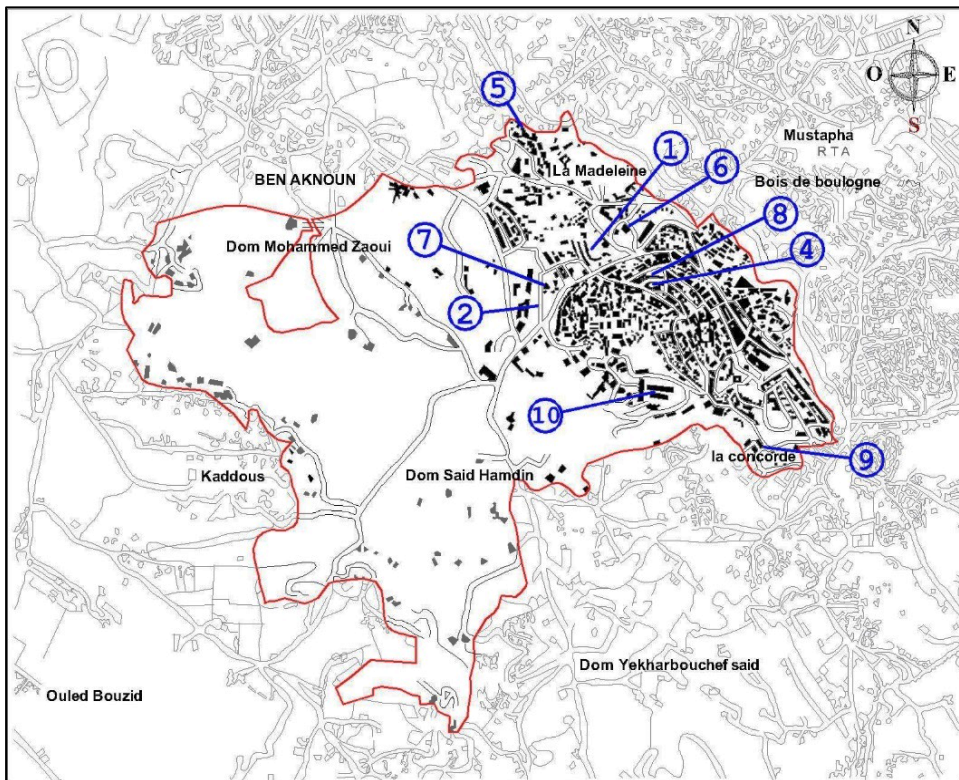 N
O E
S
5
Mustapha
RTA
1
6
La Madeleine
BEN AKNOUN
Bois de boulogne
8
7
Dom Mohammed Zaoui
4
2
10
la concorde
9
Kaddous
Dom Said Hamdin
Dom Yekharbouchef said
Ouled Bouzid